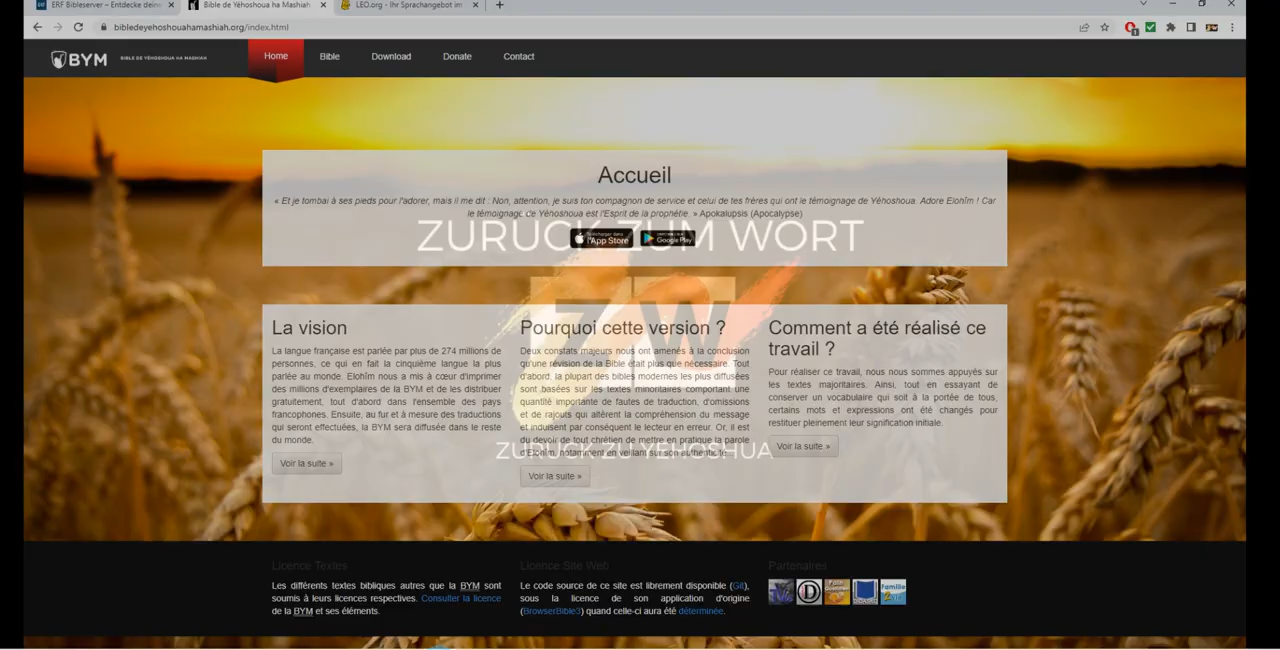 ERF Bibleserver – Entdecke deine
Bible de Yéhoshoua ha Mashiah
LEO.org - Ihr Sprachangebot im
bibledeyehoshouahamashiah.org/index.html
BYM
BIBLE DE YÉHOSHOUA HA MASHIAH
Home
Bible
Download
Donate
Contact
Accueil
« Et je tombai à ses pieds pour l'adorer, mais il me dit : Non, attention, je suis ton compagnon de service et celui de tes frères qui ont le témoignage de Yéhoshoua. Adore Elohîm ! Car
le témoignage de Yéhoshoua est l'Esprit de la prophétie. » Apokalupsis (Apocalypse)
ZURÜCK ZUM WORT
Télécharger dans
l'App Store
Google Play
ZW
La vision
La langue française est parlée par plus de 274 millions de
personnes, ce qui en fait la cinquième langue la plus
parlée au monde. Elohîm nous a mis à cœur d'imprimer
des millions d'exemplaires de la BYM et de les distribuer
gratuitement, tout d'abord dans l'ensemble des pays
francophones. Ensuite, au fur et à mesure des traductions
qui seront effectuées, la BYM sera diffusée dans le reste
du monde.
Voir la suite »
Pourquoi cette version ?
Deux constats majeurs nous ont amenés à la conclusion
qu'une révision de la Bible était plus que nécessaire. Tout
d'abord, la plupart des bibles modernes les plus diffusées
sont basées sur les textes minoritaires comportant une
quantité importante de fautes de traduction, d'omissions
et de rajouts qui altèrent la compréhension du message
et induisent par conséquent le lecteur en erreur. Or, il est
du devoir de tout chrétien de mettre en pratique la parole
d'Elohîm, notamment en veillant sur son authenticité.
Voir la suite »
Comment a été réalisé ce
travail ?
Pour réaliser ce travail, nous nous sommes appuyés sur
les textes majoritaires. Ainsi, tout en essayant de
conserver un vocabulaire qui soit à la portée de tous,
certains mots et expressions ont été changés pour
restituer pleinement leur signification initiale.
Voir la suite »
ZURÜCK ZU YEHOSHUA
Licence Textes
Les différents textes bibliques autres que la BYM sont
soumis à leurs licences respectives. Consulter la licence
de la BYM et ses éléments.
Licence Site Web
Le code source de ce site est librement disponible (Git),
sous la licence de son application d'origine
(BrowserBible3) quand celle-ci aura été déterminée.
Partenaires
D
Famille